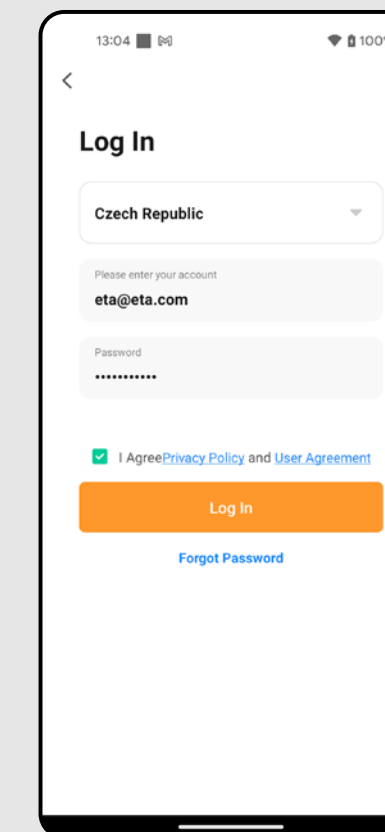 13:04 100%
Log In
Czech Republic
Please enter your account
eta@eta.com
Password
•••••••••••
I AgreePrivacy Policy and User Agreement
Log In
Forgot Password